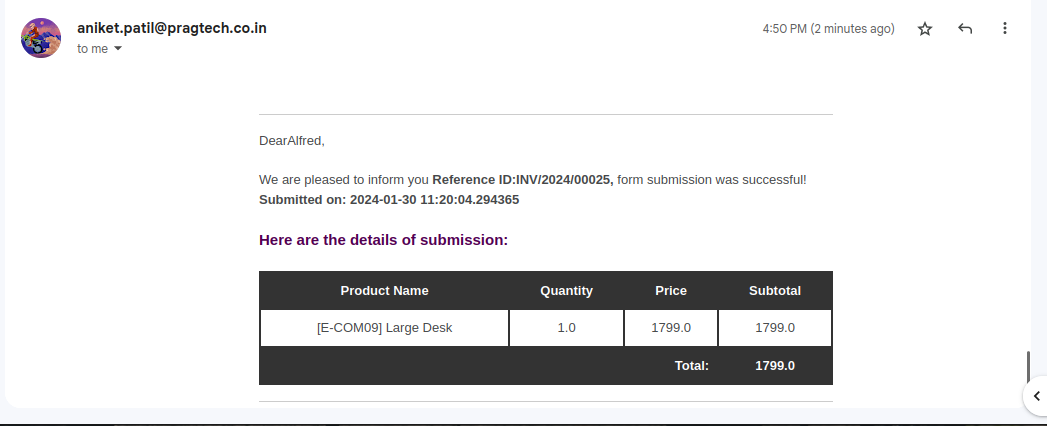 aniket.patil@pragtech.co.in
4:50 PM (2 minutes ago)
to me
DearAlfred,
We are pleased to inform you Reference ID:INV/2024/00025, form submission was successful!
Submitted on: 2024-01-30 11:20:04.294365
Here are the details of submission:
Product Name Quantity Price Subtotal
[E-COM09] Large Desk 1.0 1799.0 1799.0
Total: 1799.0